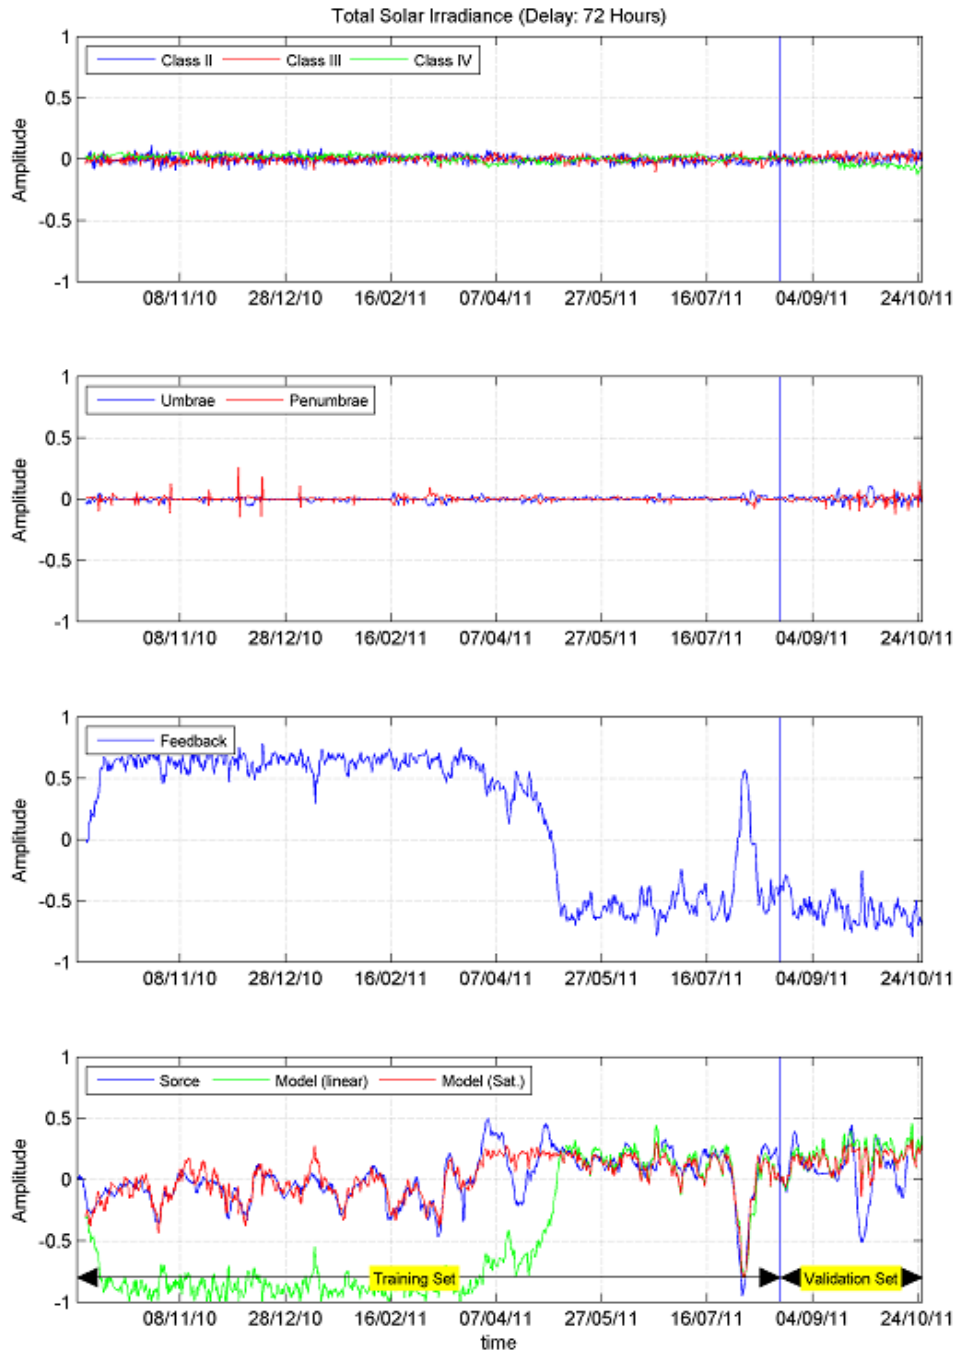 Total Solar Irradiance (Delay: 72 Hours)
1
Class II Class III Class IV
0.5
0
-0.5
-1
Amplitude
08/11/10 28/12/10 16/02/11 07/04/11 27/05/11 16/07/11 04/09/11 24/10/11
1
Umbrae Penumbrae
0.5
0
-0.5
-1
Amplitude
08/11/10 28/12/10 16/02/11 07/04/11 27/05/11 16/07/11 04/09/11 24/10/11
1
Feedback
0.5
0
-0.5
-1
Amplitude
08/11/10 28/12/10 16/02/11 07/04/11 27/05/11 16/07/11 04/09/11 24/10/11
1
Sorce Model (linear) Model (Sat.)
0.5
0
-0.5
-1
Amplitude
Training Set Validation Set
08/11/10 28/12/10 16/02/11 07/04/11 27/05/11 16/07/11 04/09/11 24/10/11
time